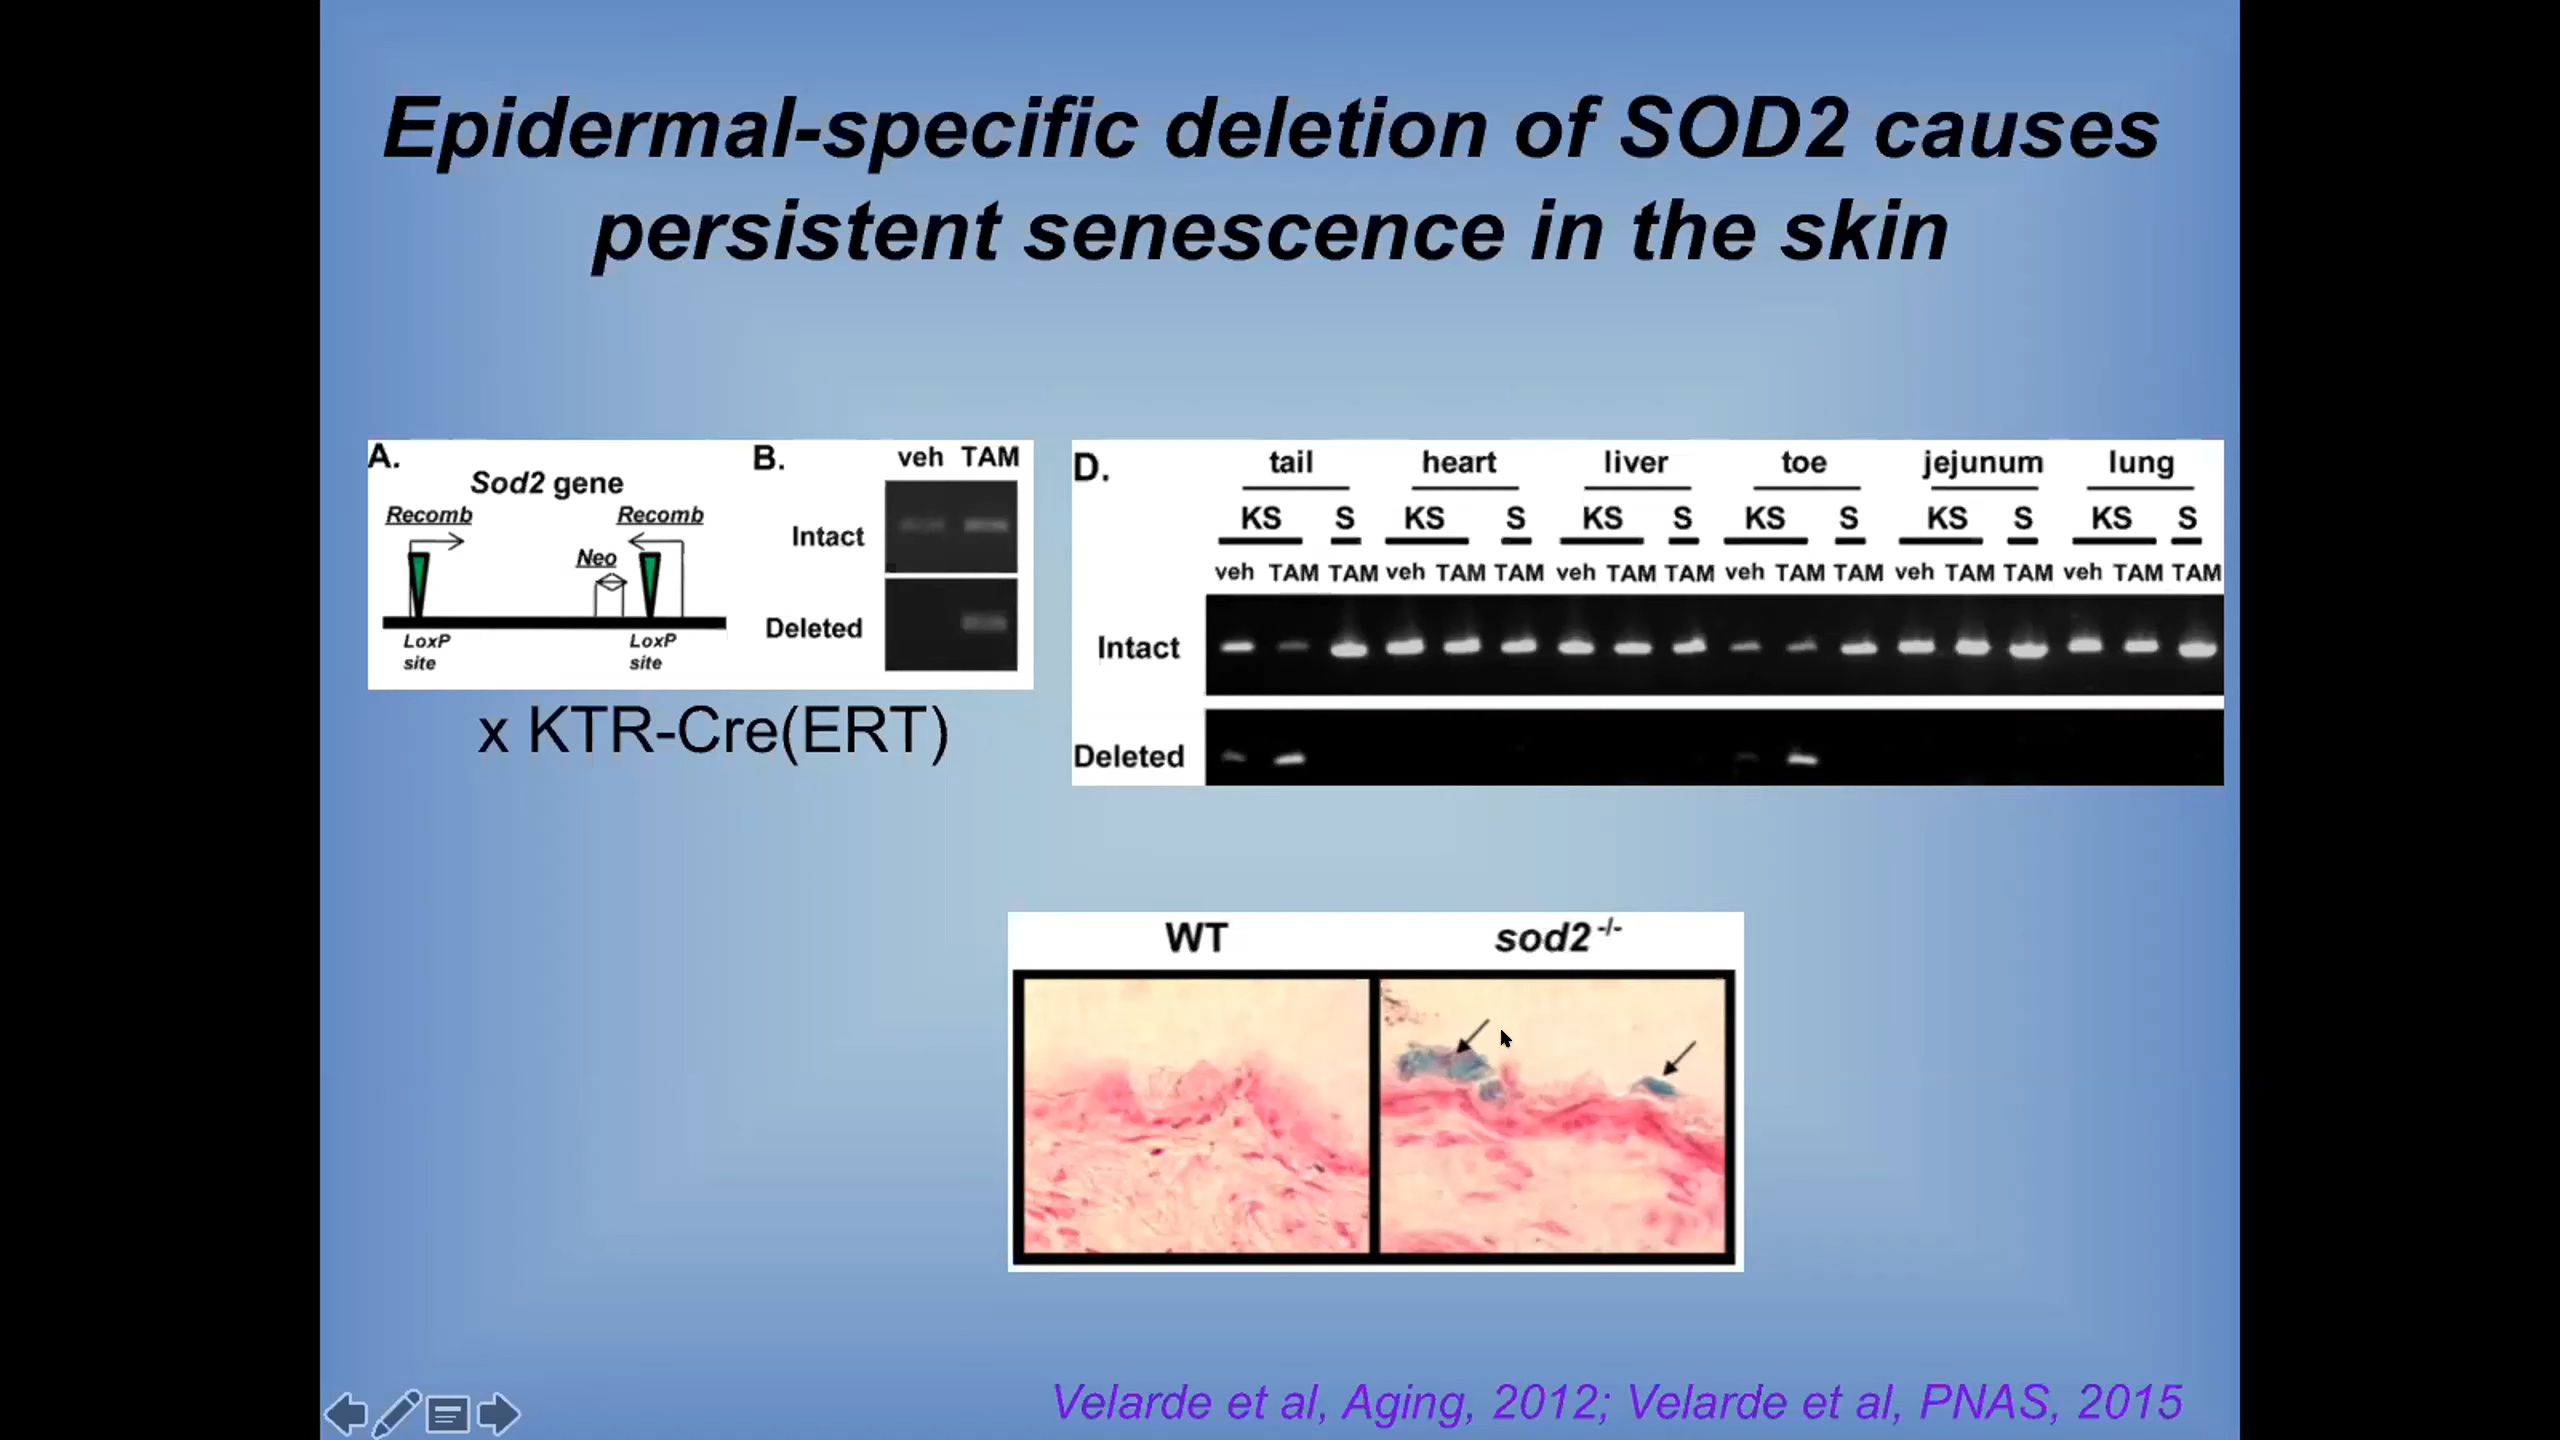 Epidermal-specific deletion of SOD2 causes
persistent senescence in the skin
A.
Sod2 gene
Recomb
Recomb
Neo
LoxP
site
LoxP
site
B.
veh TAM
Intact
Deleted
x KTR-Cre(ERT)
D.
tail heart liver toe jejunum lung
KS S KS S KS S KS S KS S KS S
veh TAM TAM veh TAM TAM veh TAM TAM veh TAM TAM veh TAM TAM veh TAM TAM
Intact
Deleted
WT
sod2 -/-
Velarde et al, Aging, 2012; Velarde et al, PNAS, 2015